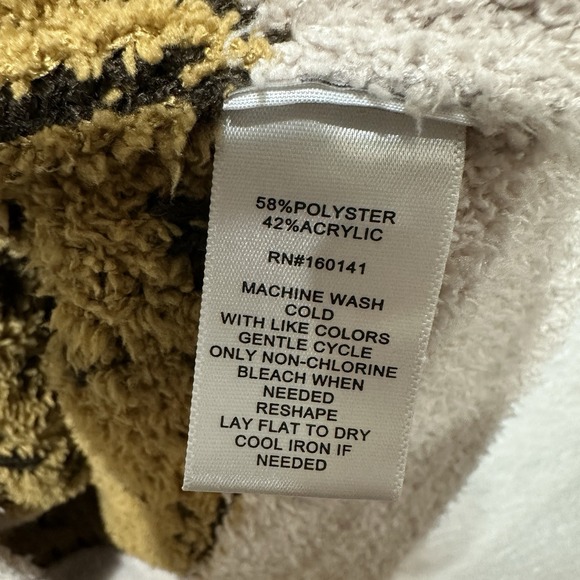 58%POLYSTER
42%ACRYLIC
RN#160141
MACHINE WASH
COLD
WITH LIKE COLORS
GENTLE CYCLE
ONLY NON-CHLORINE
BLEACH WHEN
NEEDED
RESHAPE
LAY FLAT TO DRY
COOL IRON IF
NEEDED